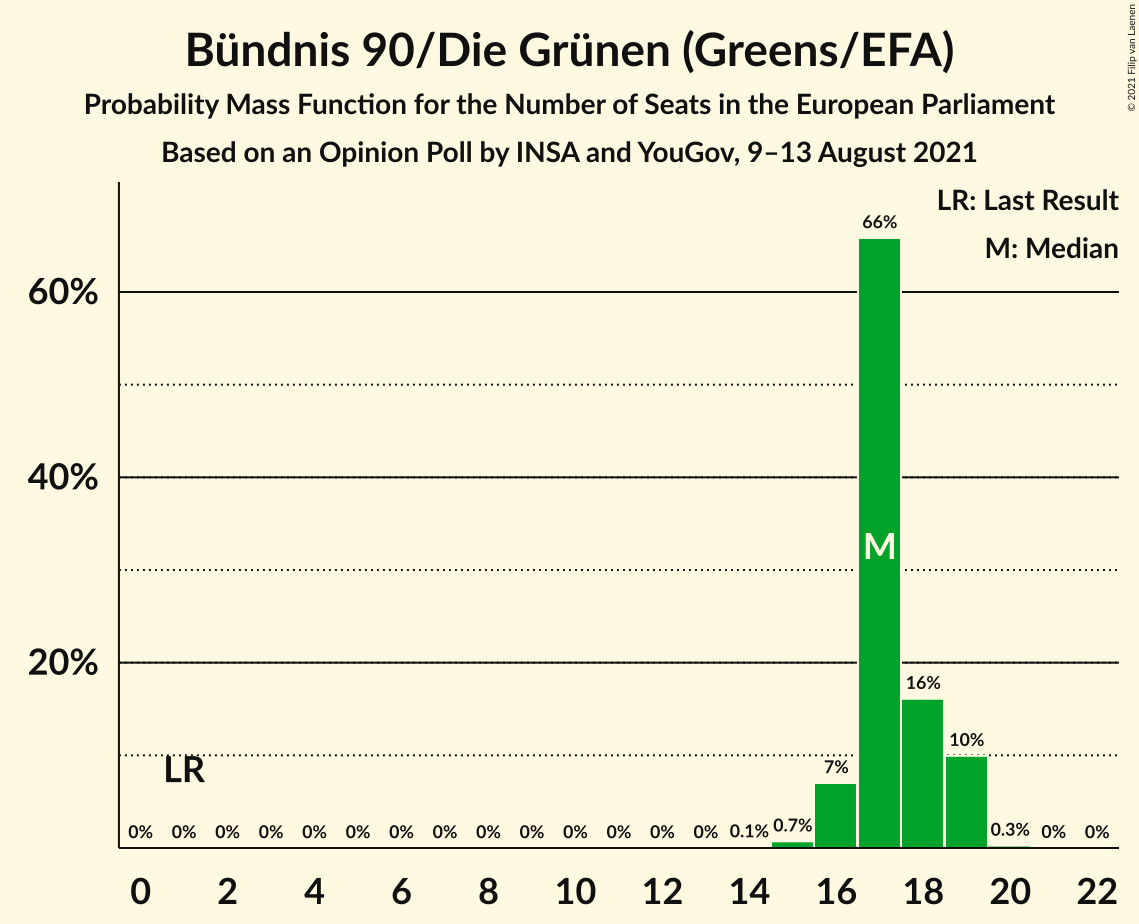 Bündnis 90/Die Grünen (Greens/EFA)
Probability Mass Function for the Number of Seats in the European Parliament
Based on an Opinion Poll by INSA and YouGov, 9–13 August 2021
© 2021 Filip van Laenen
LR: Last Result
M: Median
66%
60%
40%
M
20%
16%
10%
7%
LR
0% 0% 0% 0% 0% 0% 0% 0% 0% 0% 0% 0% 0% 0% 0.1% 0.7% 0.3% 0% 0%
0 2 4 6 8 10 12 14 16 18 20 22